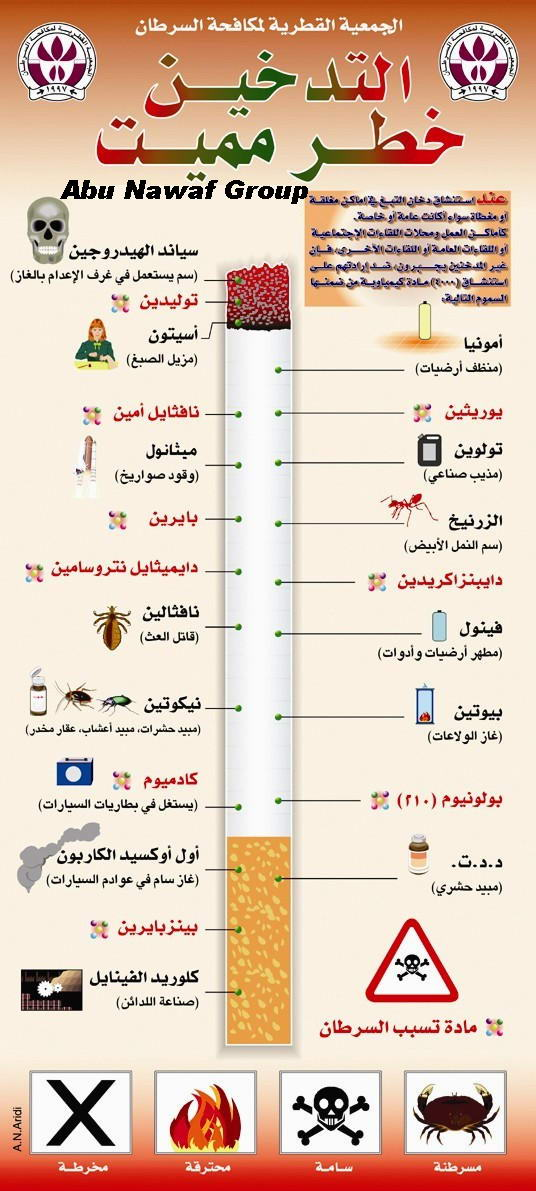 الجمعية القطرية لمكافحة السرطان
التدخين
خطر مميت
Abu Nawaf Group
عند استنشاق دخان التبغ في اماكن مغلقة
او مغطاة سواء أكانت عامة أو خاصة،
كأماكن العمل ومحلات اللقاءات الإجتماعية
او اللقاءات العامة أو اللقاءات الأخرى، فإن
غير المدخنين يجبرون، ضد إرادتهم على
استنشاق (٤٠٠٠) مادة كيمياوية من ضمنها
السموم التالية.
سيانيد الهيدروجين
(سم يستعمل في غرف الإعدام بالغاز)
توليدين
أسيتون
(مزيل الصبغ)
أمونيا
(منظف أرضيات)
نافثايل أمين
يوريثين
ميثانول
(وقود صواريخ)
تولوين
(مذيب صناعي)
بايرين
الزرنيخ
(سم النمل الأبيض)
دايميثايل نتروسامين
دايبنزاكريدين
نافثالين
(قاتل العث)
فينول
(مطهر أرضيات وأدوات)
نيكوتين
(مبيد حشرات، مبيد أعشاب، عقار مخدر)
بيوتين
(غاز الولاعات)
كادميوم
(يستغل في بطاريات السيارات)
بولونيوم (٢١٠)
أول أوكسيد الكاربون
(غاز سام في عوادم السيارات)
د.د.ت.
(مبيد حشري)
بينزبايرين
كلوريد الفينايل
(صناعة اللدائن)
مادة تسبب السرطان
مسرطنة
سامة
محترقة
مخرطة
A.N.Aridi